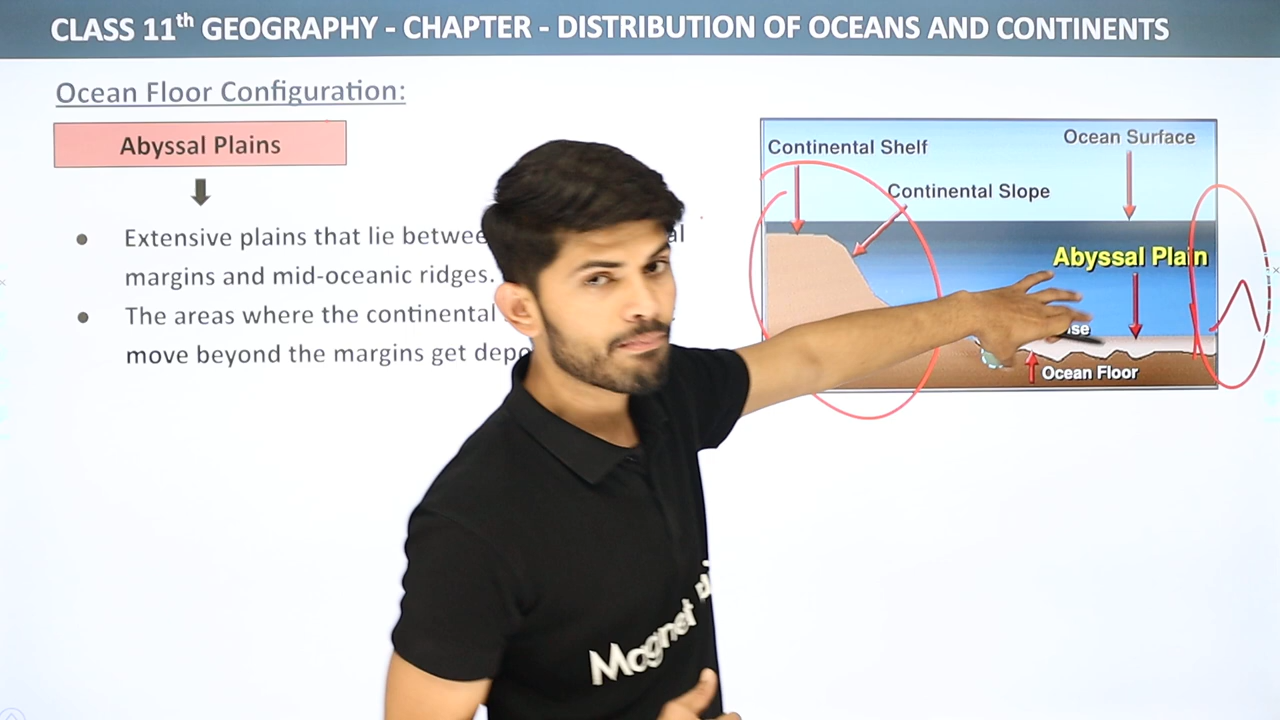 CLASS 11th GEOGRAPHY - CHAPTER - DISTRIBUTION OF OCEANS AND CONTINENTS
Ocean Floor Configuration:
Abyssal Plains
Extensive plains that lie
margins and mid-oceanic ridges.
The areas where the continental
move beyond the margins get
Continental Shelf
Ocean Surface
Continental Slope
Abyssal Plain
Ocean Floor
Magnet